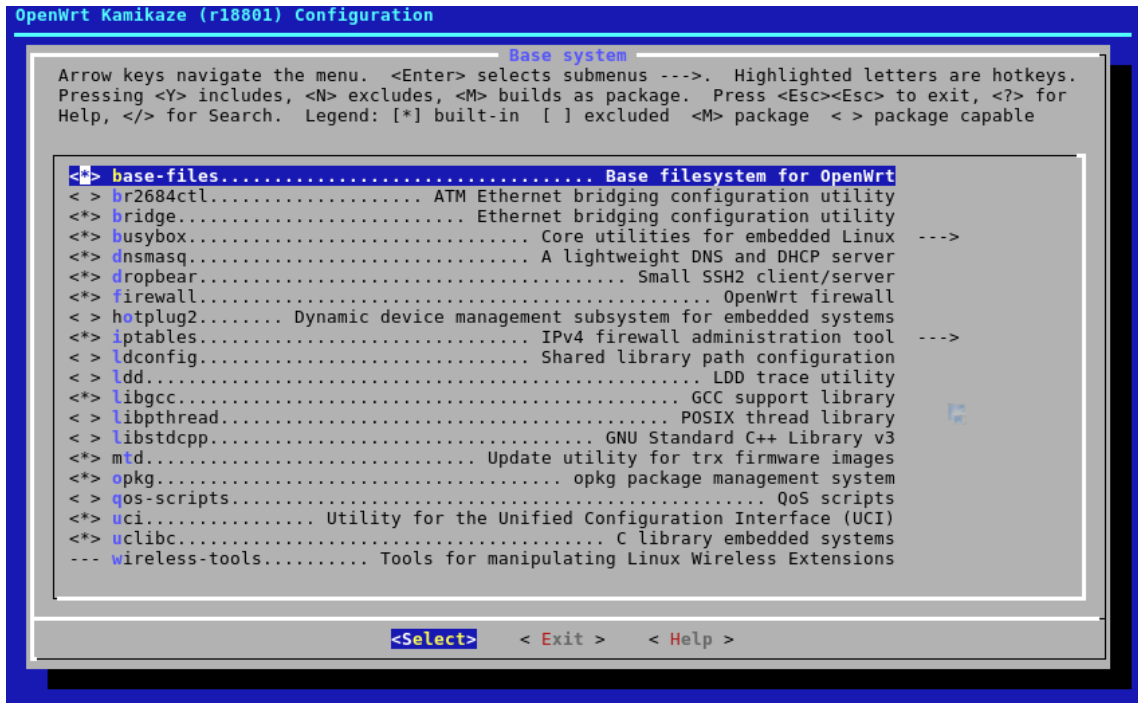 OpenWrt Kamikaze (r18801) Configuration
Base system
Arrow keys navigate the menu.  <Enter> selects submenus --->.  Highlighted letters are hotkeys.
Pressing <Y> includes, <N> excludes, <M> builds as package.  Press <Esc><Esc> to exit, <?> for
Help, </> for Search.  Legend: [*] built-in  [ ] excluded  <M> package  < > package capable
<*> base-files................................... Base filesystem for OpenWrt
< > br2684ctl.................... ATM Ethernet bridging configuration utility
<*> bridge........................... Ethernet bridging configuration utility
<*> busybox................................ Core utilities for embedded Linux  --->
<*> dnsmasq................................ A lightweight DNS and DHCP server
<*> dropbear........................................ Small SSH2 client/server
<*> firewall................................................ OpenWrt firewall
< > hotplug2........ Dynamic device management subsystem for embedded systems
<*> iptables............................... IPv4 firewall administration tool  --->
< > ldconfig............................... Shared library path configuration
< > ldd.................................................... LDD trace utility
<*> libgcc............................................... GCC support library
< > libpthread.......................................... POSIX thread library
< > libstdcpp.................................... GNU Standard C++ Library v3
<*> mtd............................... Update utility for trx firmware images
<*> opkg.................................... opkg package management system
< > qos-scripts.................................................. QoS scripts
<*> uci................ Utility for the Unified Configuration Interface (UCI)
<*> uclibc........................................ C library embedded systems
--- wireless-tools.......... Tools for manipulating Linux Wireless Extensions
<Select>    < Exit >    < Help >